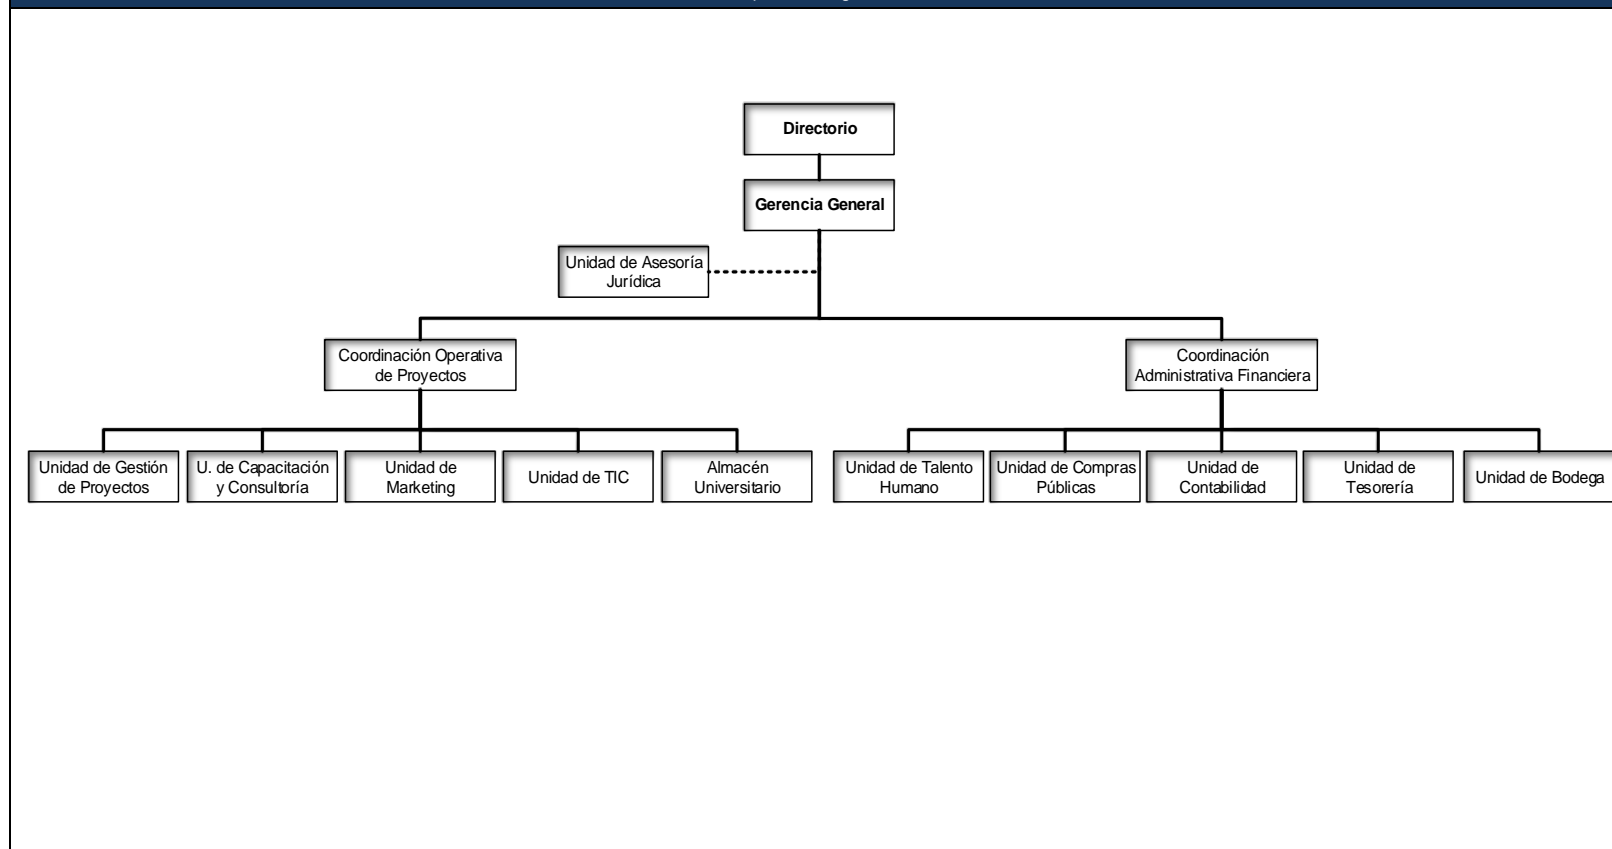 Directorio
Gerencia General
Unidad de Asesoría
Jurídica
Coordinación Operativa
de Proyectos
Coordinación
Administrativa Financiera
Unidad de Gestión
de Proyectos
U. de Capacitación
y Consultoría
Unidad de
Marketing
Unidad de TIC
Almacén
Universitario
Unidad de Talento
Humano
Unidad de Compras
Públicas
Unidad de
Contabilidad
Unidad de
Tesorería
Unidad de Bodega